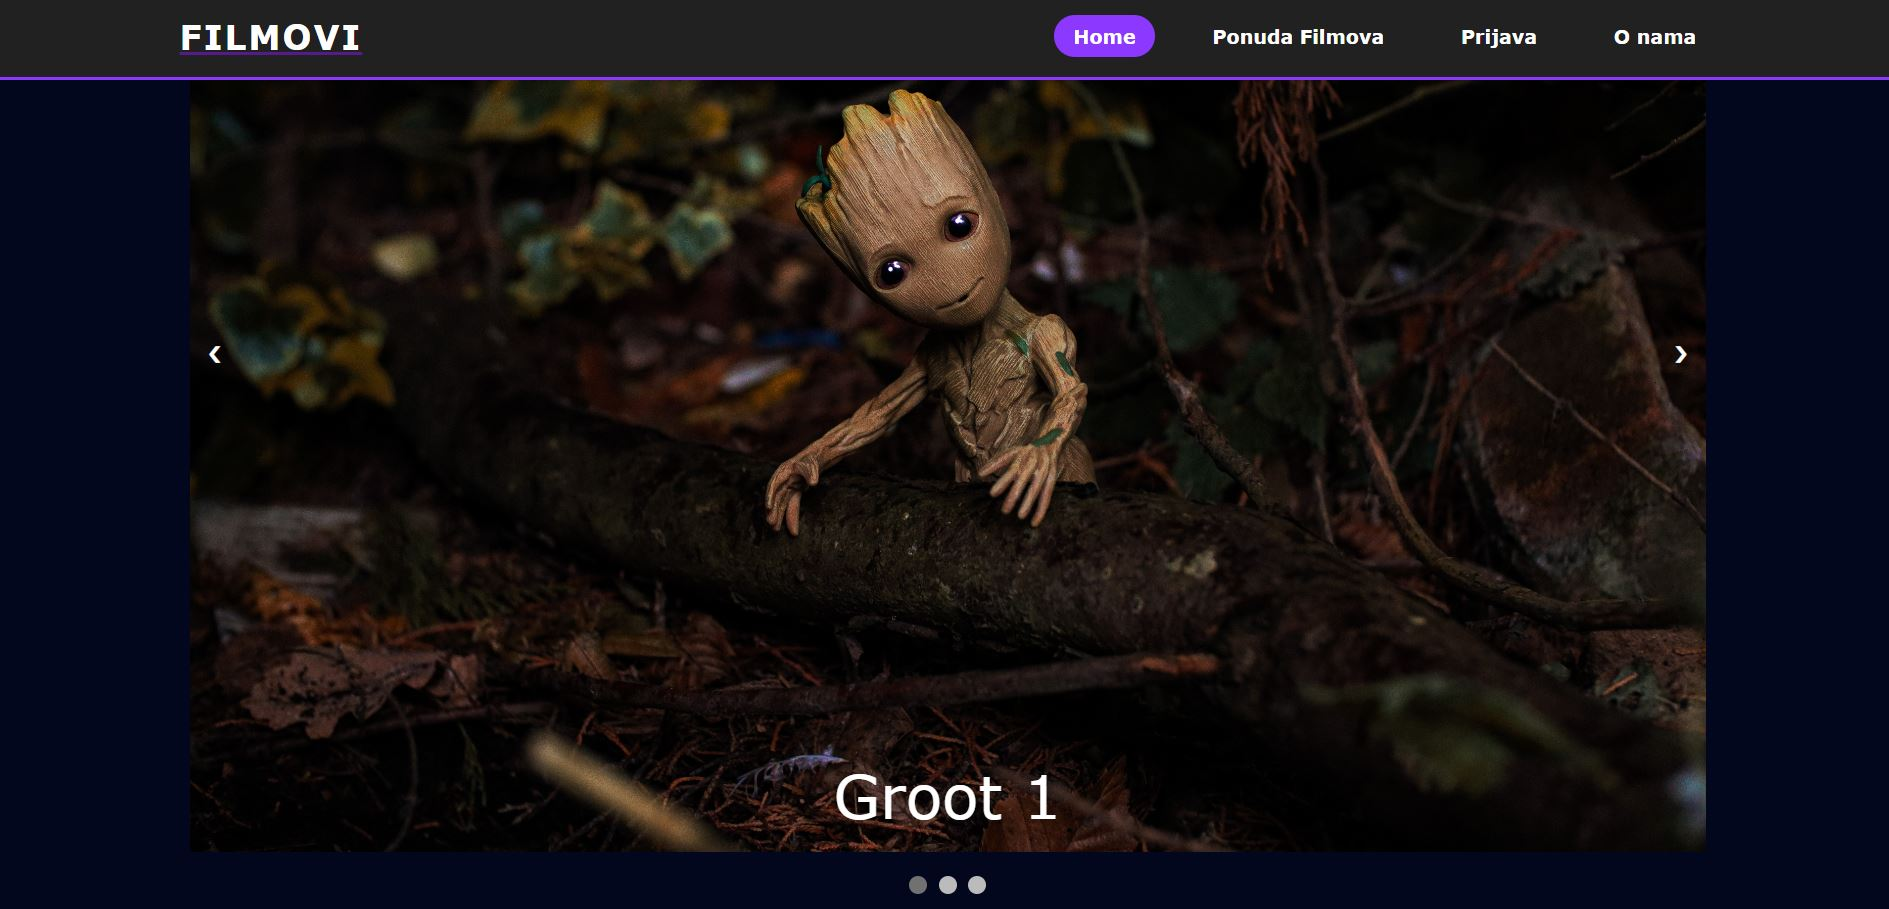 FILMOVI
Home
Ponuda Filmova
Prijava
O nama
❮
❯
Groot 1